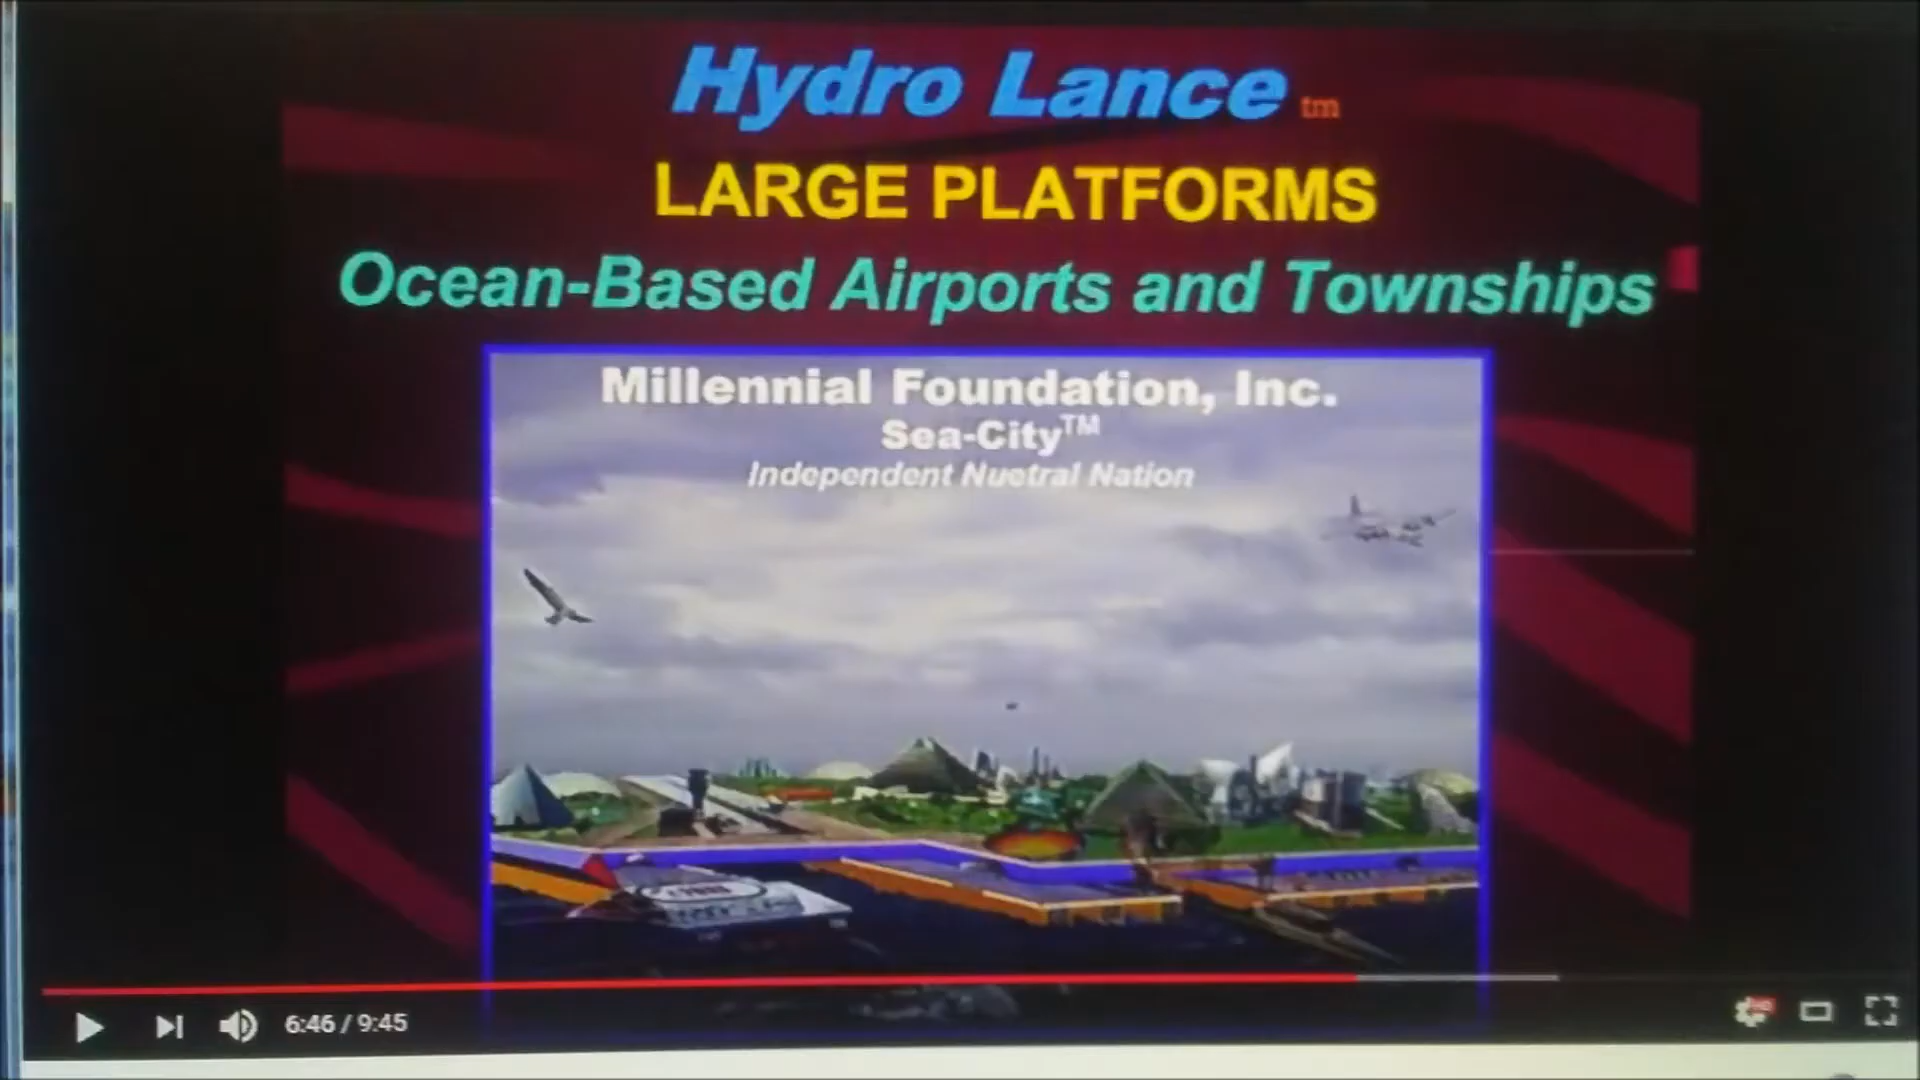 Hydro Lance tm
LARGE PLATFORMS
Ocean-Based Airports and Townships
Millennial Foundation, Inc.
Sea-City™
Independent Nuetral Nation
6:46 / 9:45
HD